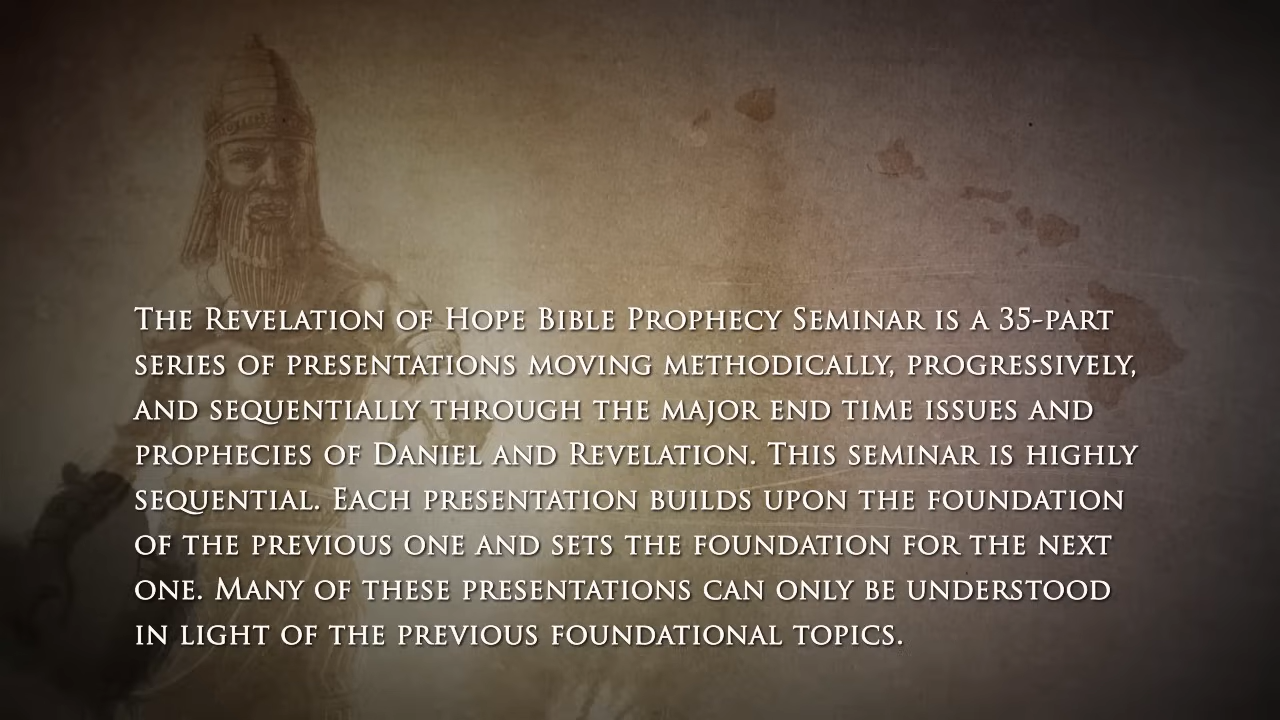 The Revelation of Hope Bible Prophecy Seminar is a 35-part
series of presentations moving methodically, progressively,
and sequentially through the major end time issues and
prophecies of Daniel and Revelation. This seminar is highly
sequential. Each presentation builds upon the foundation
of the previous one and sets the foundation for the next
one. Many of these presentations can only be understood
in light of the previous foundational topics.